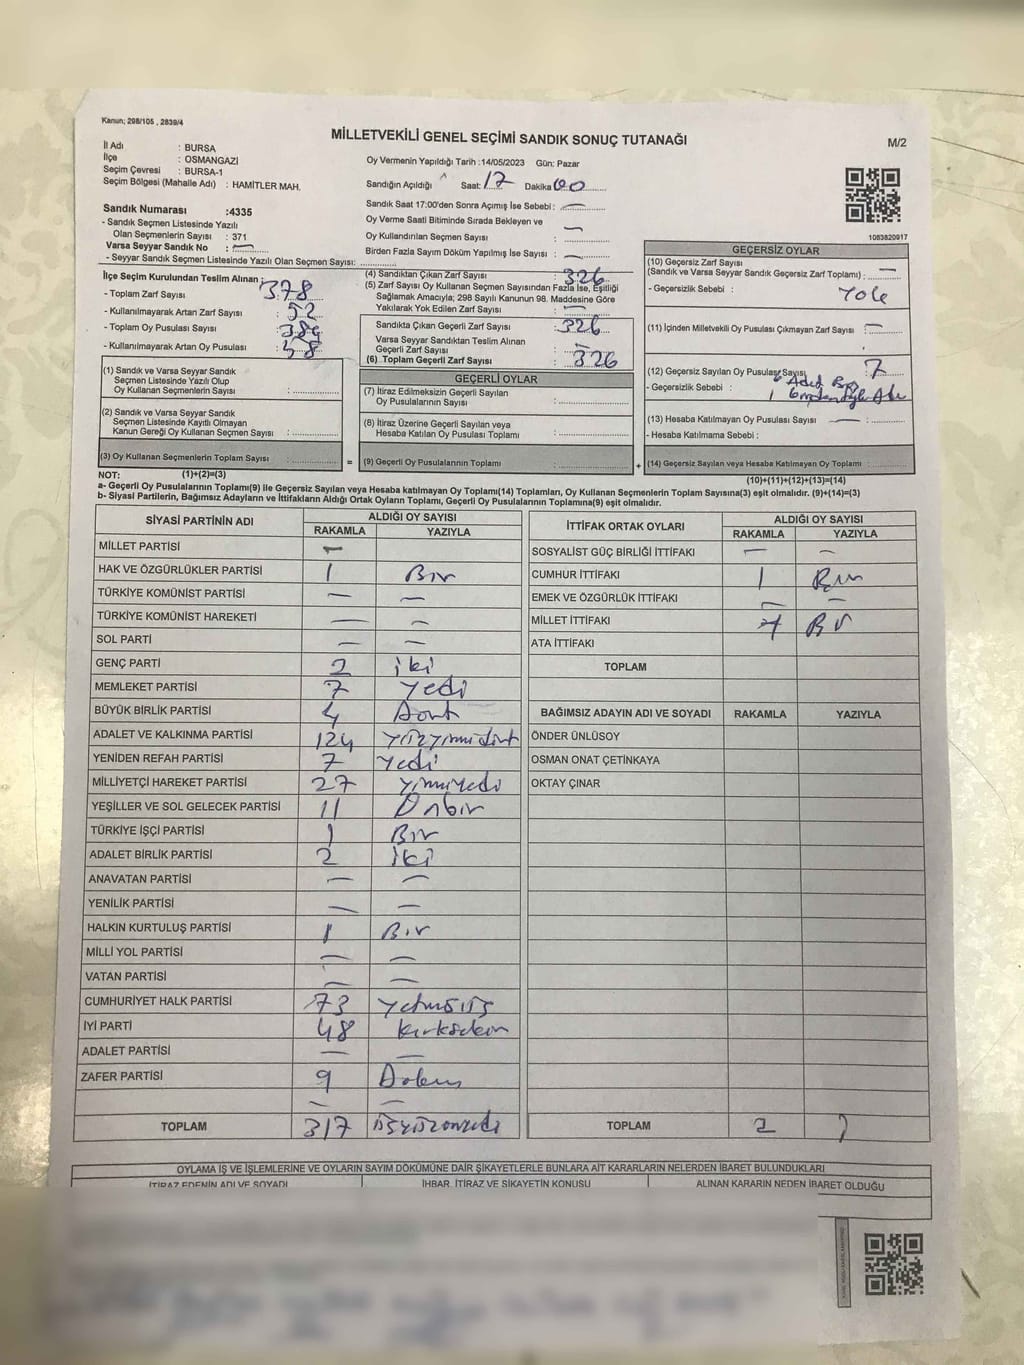 Kanun; 298/105 , 2839/4
MİLLETVEKİLİ GENEL SEÇİMİ SANDIK SONUÇ TUTANAĞI
M/2
İl Adı : BURSA
İlçe : OSMANGAZİ
Seçim Çevresi : BURSA-1
Seçim Bölgesi (Mahalle Adı) : HAMİTLER MAH.
Sandık Numarası :4335
- Sandık Seçmen Listesinde Yazılı
Olan Seçmenlerin Sayısı : 371
Varsa Seyyar Sandık No : —
- Seyyar Sandık Seçmen Listesinde Yazılı Olan Seçmen Sayısı:
Oy Vermenin Yapıldığı Tarih :14/05/2023 Gün: Pazar
Sandığın Açıldığı Saat: 17 Dakika 00
Sandık Saat 17:00'den Sonra Açımış İse Sebebi : —
Oy Verme Saati Bitiminde Sırada Bekleyen ve
Oy Kullandırılan Seçmen Sayısı : —
Birden Fazla Sayım Döküm Yapılmış İse Sayısı : —
1083820917
İlçe Seçim Kurulundan Teslim Alınan :
- Toplam Zarf Sayısı : 378
- Kullanılmayarak Artan Zarf Sayısı : 52
- Toplam Oy Pusulası Sayısı : 384
- Kullanılmayarak Artan Oy Pusulası : 58
(1) Sandık ve Varsa Seyyar Sandık
Seçmen Listesinde Yazılı Olup
Oy Kullanan Seçmenlerin Sayısı :
(2) Sandık ve Varsa Seyyar Sandık
Seçmen Listesinde Kayıtlı Olmayan
Kanun Gereği Oy Kullanan Seçmen Sayısı :
(3) Oy Kullanan Seçmenlerin Toplam Sayısı :
(4) Sandıktan Çıkan Zarf Sayısı : 326
(5) Zarf Sayısı Oy Kullanan Seçmen Sayısından Fazla İse, Eşitliği
Sağlamak Amacıyla; 298 Sayılı Kanunun 98. Maddesine Göre
Yakılarak Yok Edilen Zarf Sayısı : —
Sandıkta Çıkan Geçerli Zarf Sayısı : 326
Varsa Seyyar Sandıktan Teslim Alınan
Geçerli Zarf Sayısı : —
(6) Toplam Geçerli Zarf Sayısı : 326
GEÇERLİ OYLAR
(7) İtiraz Edilmeksizin Geçerli Sayılan
Oy Pusulalarının Sayısı :
(8) İtiraz Üzerine Geçerli Sayılan veya
Hesaba Katılan Oy Pusulası Toplamı :
= (9) Geçerli Oy Pusulalarının Toplamı :
GEÇERSİZ OYLAR
(10) Geçersiz Zarf Sayısı
(Sandık ve Varsa Seyyar Sandık Geçersiz Zarf Toplamı) : —
- Geçersizlik Sebebi :
(11) İçinden Milletvekili Oy Pusulası Çıkmayan Zarf Sayısı : —
(12) Geçersiz Sayılan Oy Pusulası Sayısı 7
- Geçersizlik Sebebi : 6 Adet
1
(13) Hesaba Katılmayan Oy Pusulası Sayısı — :
- Hesaba Katılmama Sebebi :
+ (14) Geçersiz Sayılan veya Hesaba Katılmayan Oy Toplamı :
NOT: (1)+(2)=(3)
(10)+(11)+(12)+(13)=(14)
a- Geçerli Oy Pusulalarının Toplamı(9) ile Geçersiz Sayılan veya Hesaba katılmayan Oy Toplamı(14) Toplamları, Oy Kullanan Seçmenlerin Toplam Sayısına(3) eşit olmalıdır. (9)+(14)=(3)
b- Siyasi Partilerin, Bağımsız Adayların ve İttifakların Aldığı Ortak Oyların Toplamı, Geçerli Oy Pusulalarının Toplamına(9) eşit olmalıdır.
SİYASİ PARTİNİN ADI
ALDIĞI OY SAYISI
RAKAMLA YAZIYLA
MİLLET PARTİSİ —
HAK VE ÖZGÜRLÜKLER PARTİSİ 1 Bir
TÜRKİYE KOMÜNİST PARTİSİ — —
TÜRKİYE KOMÜNİST HAREKETİ — —
SOL PARTİ — —
GENÇ PARTİ 2 iki
MEMLEKET PARTİSİ 7 Yedi
BÜYÜK BİRLİK PARTİSİ 4 Dört
ADALET VE KALKINMA PARTİSİ 124 Yüzyirmidört
YENİDEN REFAH PARTİSİ 7 Yedi
MİLLİYETÇİ HAREKET PARTİSİ 27 Yirmiyedi
YEŞİLLER VE SOL GELECEK PARTİSİ 11 Onbir
TÜRKİYE İŞÇİ PARTİSİ 1 Bir
ADALET BİRLİK PARTİSİ 2 iki
ANAVATAN PARTİSİ — —
YENİLİK PARTİSİ — —
HALKIN KURTULUŞ PARTİSİ 1 Bir
MİLLİ YOL PARTİSİ — —
VATAN PARTİSİ — —
CUMHURİYET HALK PARTİSİ 73 Yetmişüç
İYİ PARTİ 48 kırksekiz
ADALET PARTİSİ — —
ZAFER PARTİSİ 9 Dokuz
— —
TOPLAM 317 üçyüzonyedi
İTTİFAK ORTAK OYLARI
ALDIĞI OY SAYISI
RAKAMLA YAZIYLA
SOSYALİST GÜÇ BİRLİĞİ İTTİFAKI — —
CUMHUR İTTİFAKI 1 Bir
EMEK VE ÖZGÜRLÜK İTTİFAKI — —
MİLLET İTTİFAKI 1 Bir
ATA İTTİFAKI
TOPLAM
BAĞIMSIZ ADAYIN ADI VE SOYADI RAKAMLA YAZIYLA
ÖNDER ÜNLÜSOY
OSMAN ONAT ÇETİNKAYA
OKTAY ÇINAR
TOPLAM 2
OYLAMA İŞ VE İŞLEMLERİNE VE OYLARIN SAYIM DÖKÜMÜNE DAİR ŞİKAYETLERLE BUNLARA AİT KARARLARIN NELERDEN İBARET BULUNDUKLARI
İTİRAZ EDENİN ADI VE SOYADI İHBAR, İTİRAZ VE ŞİKAYETİN KONUSU ALINAN KARARIN NEDEN İBARET OLDUĞU